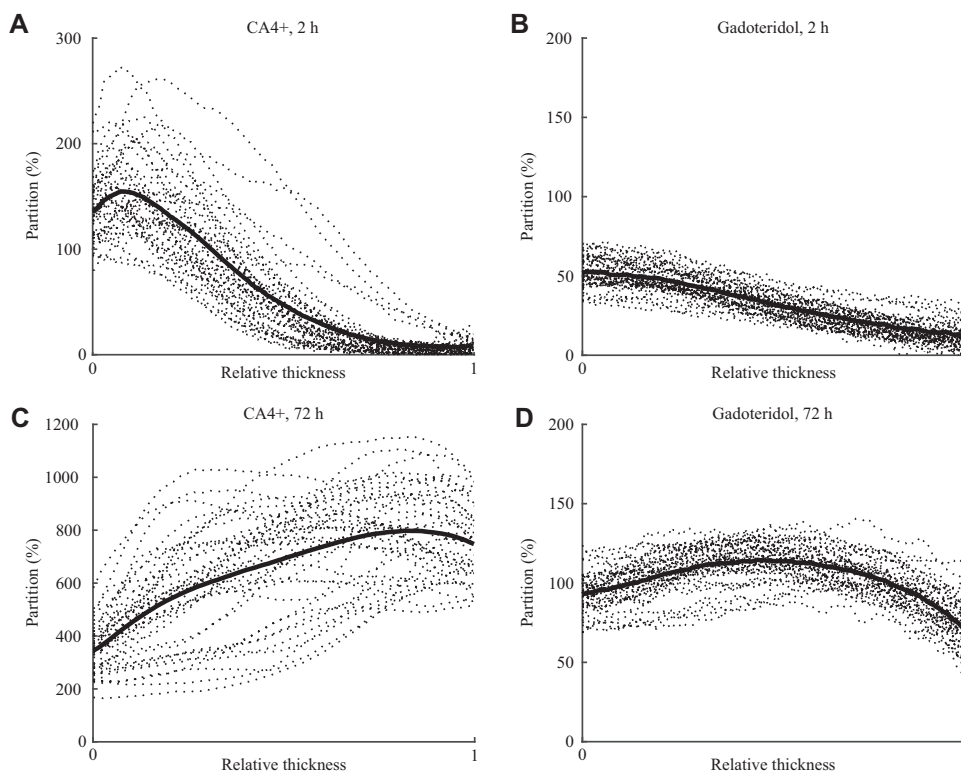 A
CA4+, 2 h
300
200
100
0
Partition (%)
0
Relative thickness
1
B
Gadoteridol, 2 h
200
150
100
50
0
Partition (%)
0
Relative thickness
C
CA4+, 72 h
1200
1000
800
600
400
200
0
Partition (%)
0
Relative thickness
1
D
Gadoteridol, 72 h
200
150
100
50
0
Partition (%)
0
Relative thickness